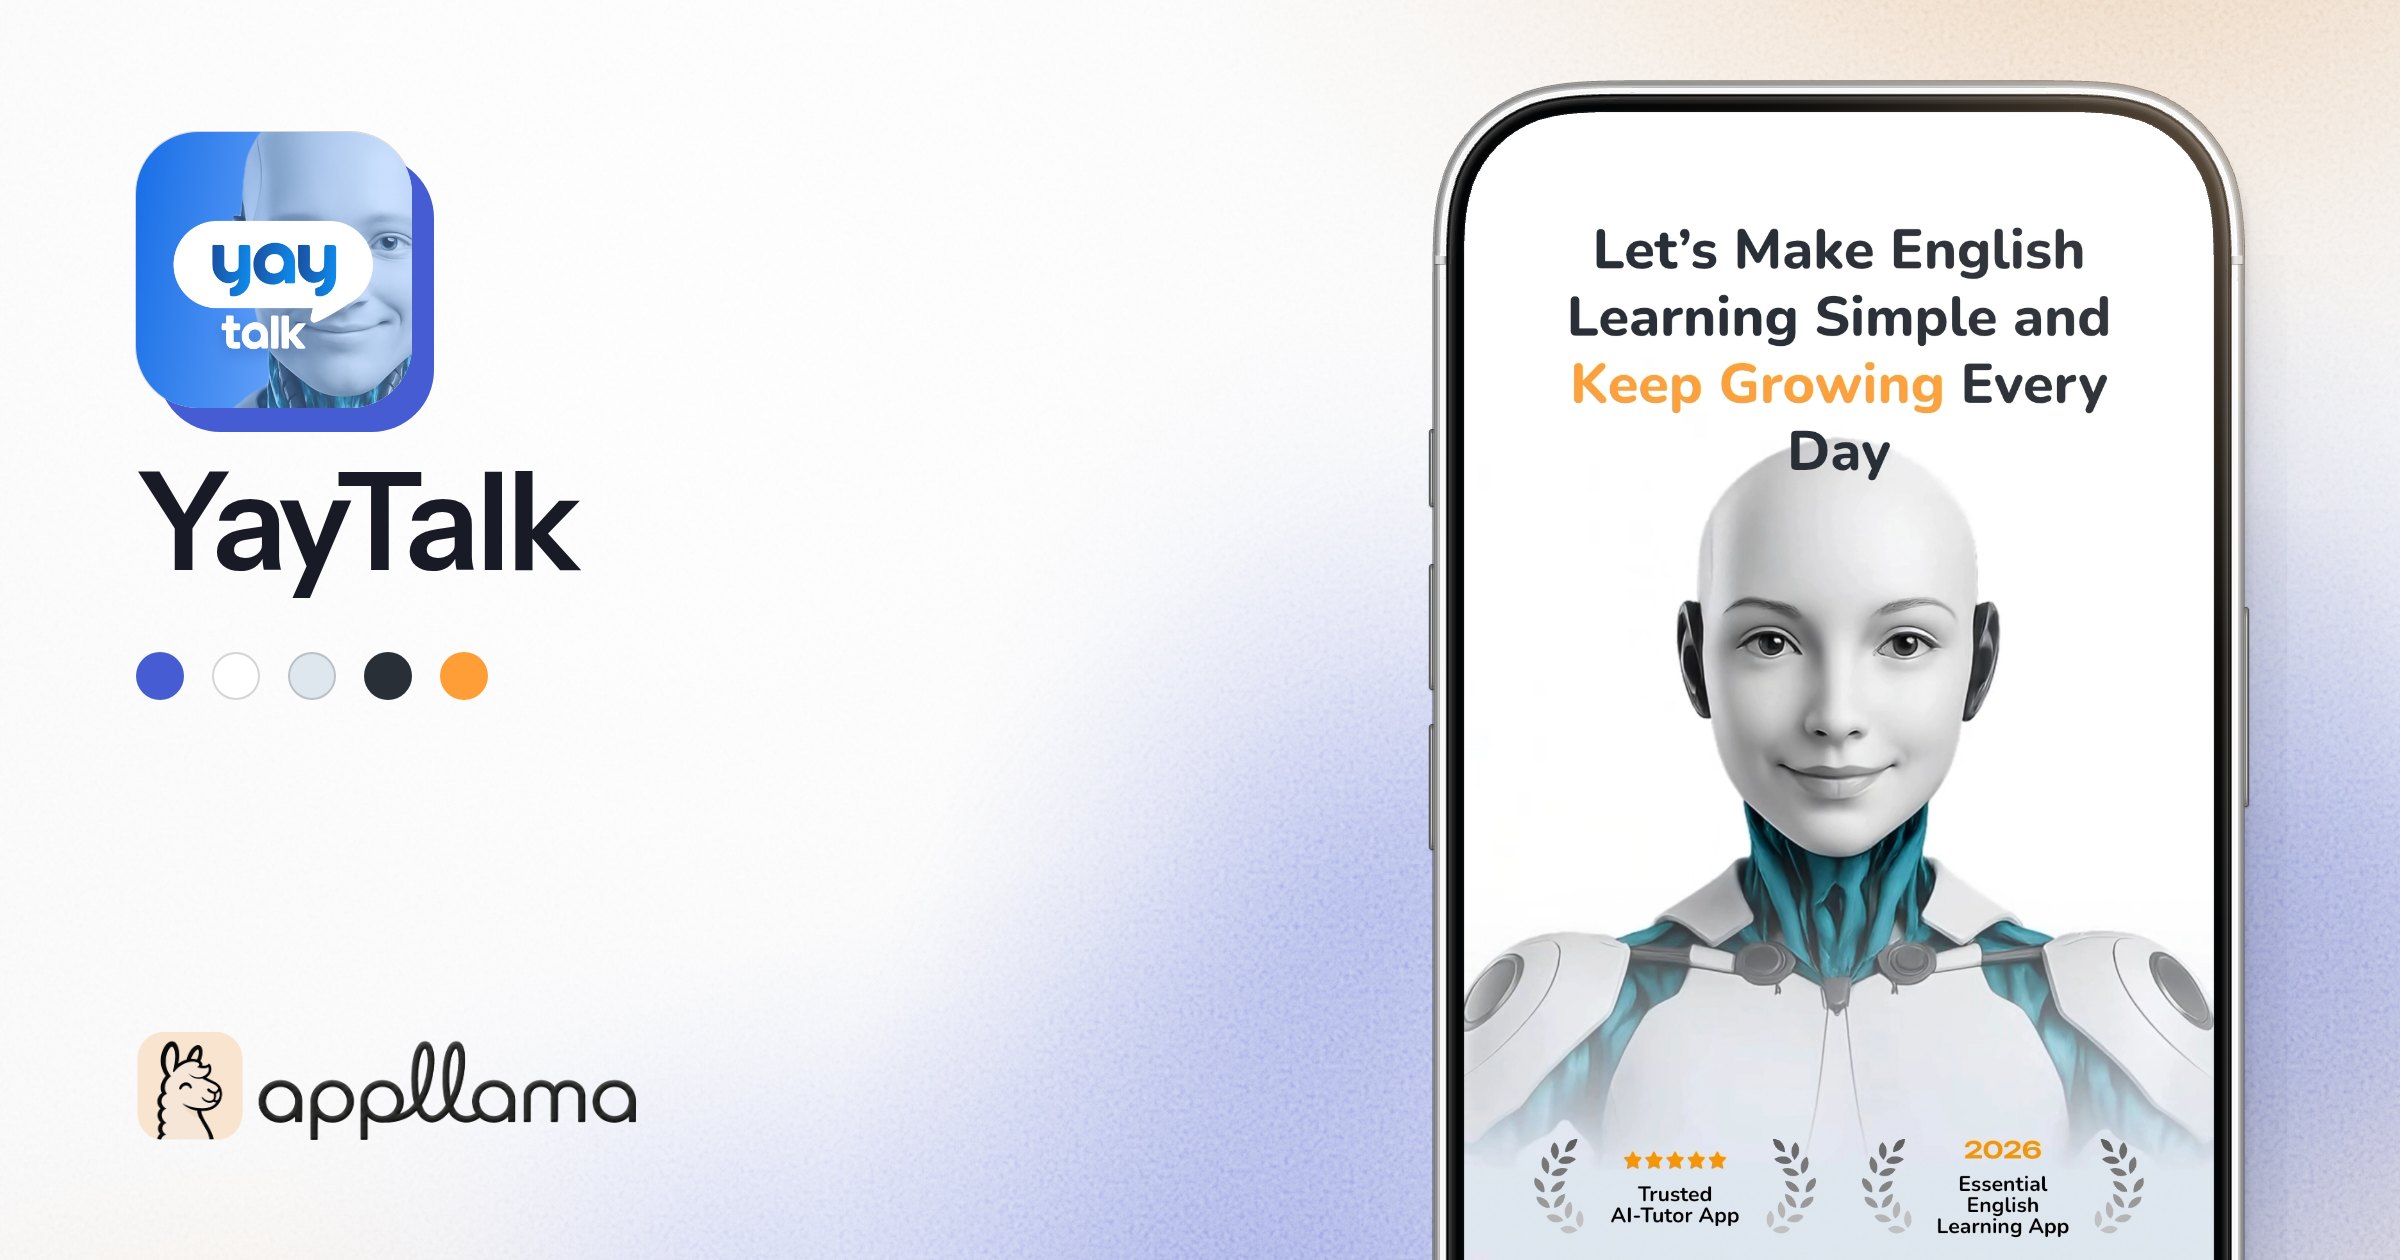 yay
talk
YayTalk
appllama
Let's Make English
Learning Simple and
Keep Growing Every
Day
Trusted
AI-Tutor App
2026
Essential
English
Learning App